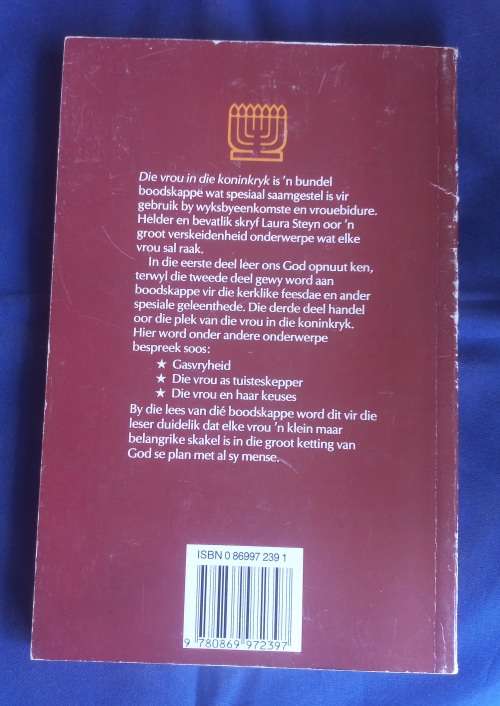 Die vrou in die koninkryk is 'n bundel
boodskappe wat spesiaal saamgestel is vir
gebruik by wyksbyeenkomste en vrouebidure.
Helder en bevatlik skryf Laura Steyn oor 'n
groot verskeidenheid onderwerpe wat elke
vrou sal raak.
In die eerste deel leer ons God opnuut ken,
terwyl die tweede deel gewy word aan
boodskappe vir die kerklike feesdae en ander
spesiale geleenthede. Die derde deel handel
oor die plek van die vrou in die koninkryk.
Hier word onder andere onderwerpe
bespreek soos:
★ Gasvryheid
★ Die vrou as tuisteskepper
★ Die vrou en haar keuses
By die lees van dié boodskappe word dit vir die
leser duidelik dat elke vrou 'n klein maar
belangrike skakel is in die groot ketting van
God se plan met al sy mense.
ISBN 0 86997 239 1
9 780869 972397